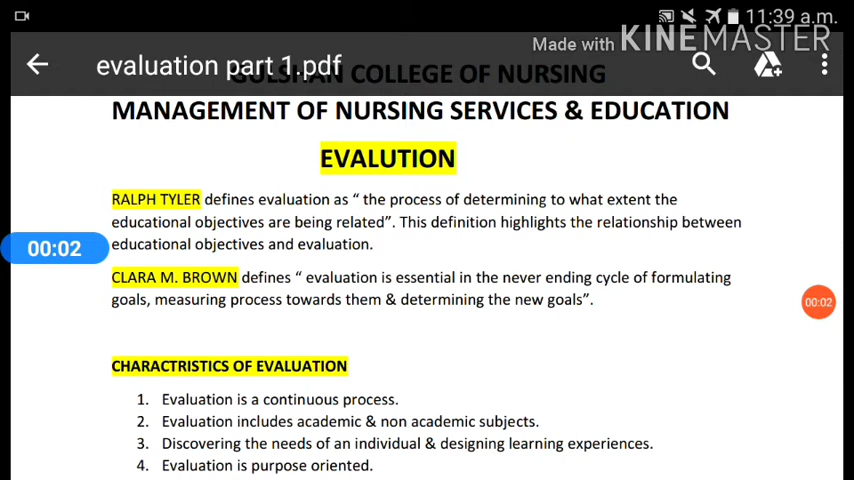 11:39 a.m.
Made with KINEMASTER
evaluation part 1.pdf
GULSHAN COLLEGE OF NURSING
MANAGEMENT OF NURSING SERVICES & EDUCATION
EVALUTION
RALPH TYLER defines evaluation as “ the process of determining to what extent the
educational objectives are being related”. This definition highlights the relationship between
00:02
educational objectives and evaluation.
CLARA M. BROWN defines “ evaluation is essential in the never ending cycle of formulating
goals, measuring process towards them & determining the new goals”.
00:02
CHARACTRISTICS OF EVALUATION
1. Evaluation is a continuous process.
2. Evaluation includes academic & non academic subjects.
3. Discovering the needs of an individual & designing learning experiences.
4. Evaluation is purpose oriented.